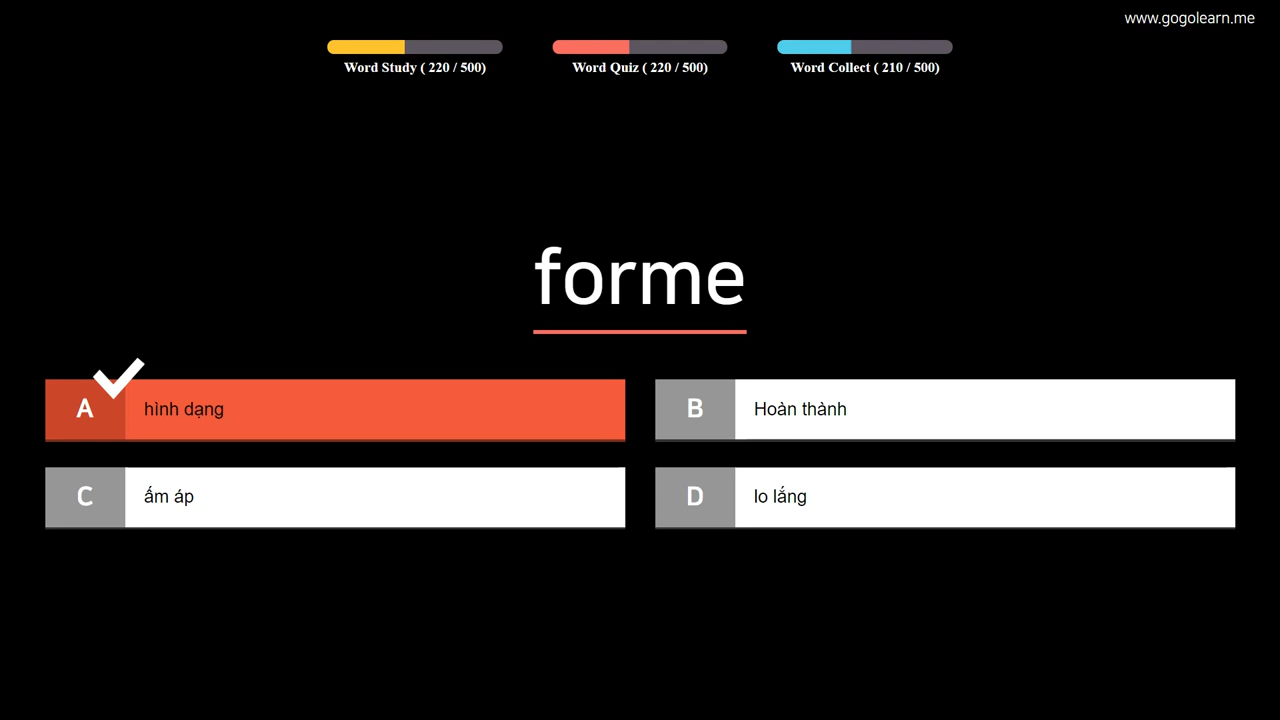 www.gogolearn.me
Word Study ( 220 / 500)
Word Quiz ( 220 / 500)
Word Collect ( 210 / 500)
forme
A hình dạng
B Hoàn thành
C ấm áp
D lo lắng